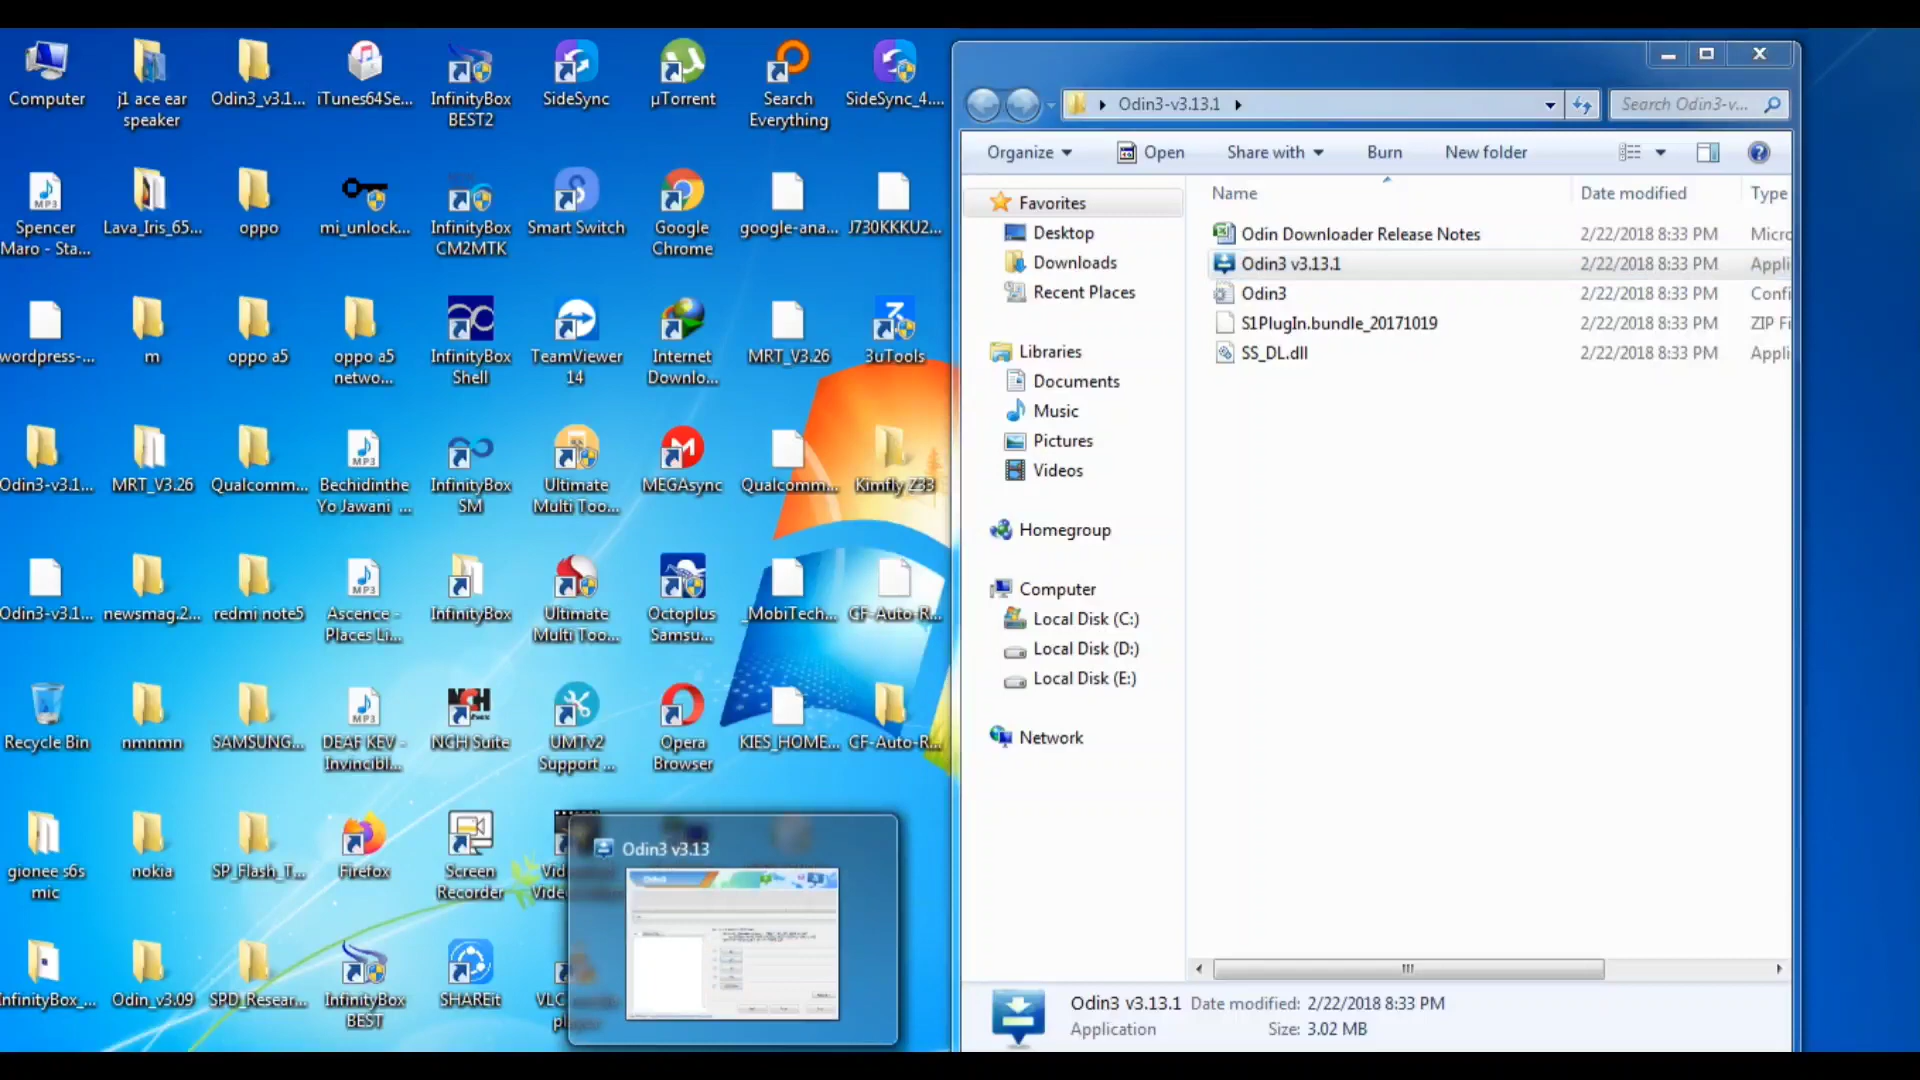 Computer
j1 ace ear
speaker
Odin3_v3.1...
iTunes64Se...
InfinityBox
BEST2
SideSync
µTorrent
Search
Everything
SideSync_4....
Spencer
Maro - Sta...
Lava_Iris_65...
oppo
mi_unlock...
InfinityBox
CM2MTK
Smart Switch
Google
Chrome
google-ana...
J730KKKU2...
wordpress-...
m
oppo a5
oppo a5
netwo...
InfinityBox
Shell
TeamViewer
14
Internet
Downlo...
MRT_V3.26
3uTools
Odin3-v3.1...
MRT_V3.26
Qualcomm...
Bechidinthe
Yo Jawani ...
InfinityBox
SM
Ultimate
Multi Too...
MEGAsync
Qualcomm...
Kimfly Z33
Odin3-v3.1...
newsmag.2...
redmi note5
Ascence -
Places Li...
InfinityBox
Ultimate
Multi Too...
Octoplus
Samsu...
_MobiTech...
CF-Auto-R...
Recycle Bin
nmnmn
SAMSUNG...
DEAF KEV -
Invincibl...
NCH Suite
UMTv2
Support ...
Opera
Browser
KIES_HOME...
CF-Auto-R...
gionee s6s
mic
nokia
SP_Flash_T...
Firefox
Screen
Recorder
InfinityBox_...
Odin_v3.09
SPD_Resear...
InfinityBox
BEST
SHAREit
VLC
Odin3 v3.13
Odin3
Odin3-v3.13.1
Search Odin3-v...
Organize
Open
Share with
Burn
New folder
Name
Date modified
Type
Favorites
Desktop
Downloads
Recent Places
Libraries
Documents
Music
Pictures
Videos
Homegroup
Computer
Local Disk (C:)
Local Disk (D:)
Local Disk (E:)
Network
Odin Downloader Release Notes 2/22/2018 8:33 PM Micro
Odin3 v3.13.1 2/22/2018 8:33 PM Appli
Odin3 2/22/2018 8:33 PM Confi
S1PlugIn.bundle_20171019 2/22/2018 8:33 PM ZIP Fi
SS_DL.dll 2/22/2018 8:33 PM Appli
Odin3 v3.13.1 Date modified: 2/22/2018 8:33 PM
Application Size: 3.02 MB